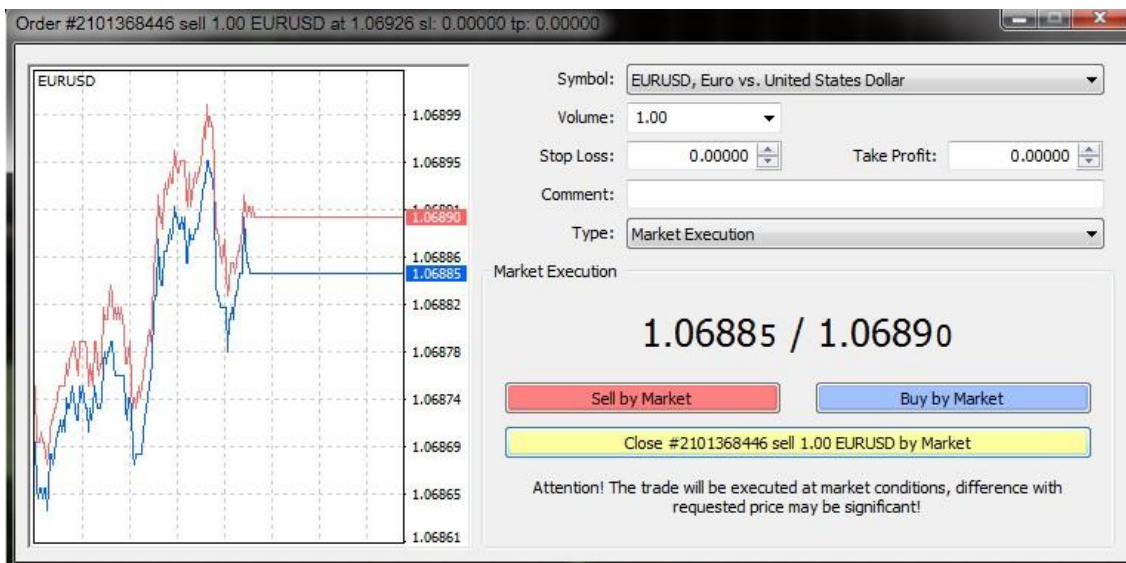 Order #2101368446 sell 1.00 EURUSD at 1.06926 sl: 0.00000 tp: 0.00000
EURUSD
1.06899
1.06895
1.06891
1.06890
1.06886
1.06885
1.06882
1.06878
1.06874
1.06869
1.06865
1.06861
Symbol: EURUSD, Euro vs. United States Dollar
Volume: 1.00
Stop Loss: 0.00000 Take Profit: 0.00000
Comment:
Type: Market Execution
Market Execution
1.06885 / 1.06890
Sell by Market Buy by Market
Close #2101368446 sell 1.00 EURUSD by Market
Attention! The trade will be executed at market conditions, difference with
requested price may be significant!